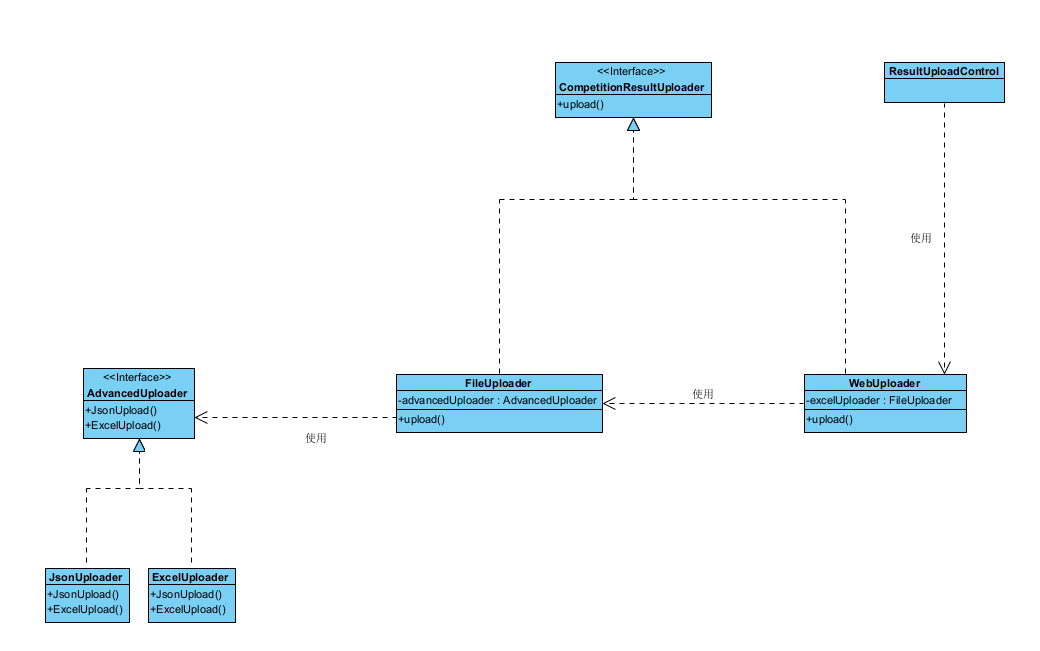 <<Interface>>
CompetitionResultUploader
+upload()
ResultUploadControl
使用
<<Interface>>
AdvancedUploader
+JsonUpload()
+ExcelUpload()
使用
FileUploader
-advancedUploader : AdvancedUploader
+upload()
使用
WebUploader
-excelUploader : FileUploader
+upload()
JsonUploader
+JsonUpload()
+ExcelUpload()
ExcelUploader
+JsonUpload()
+ExcelUpload()